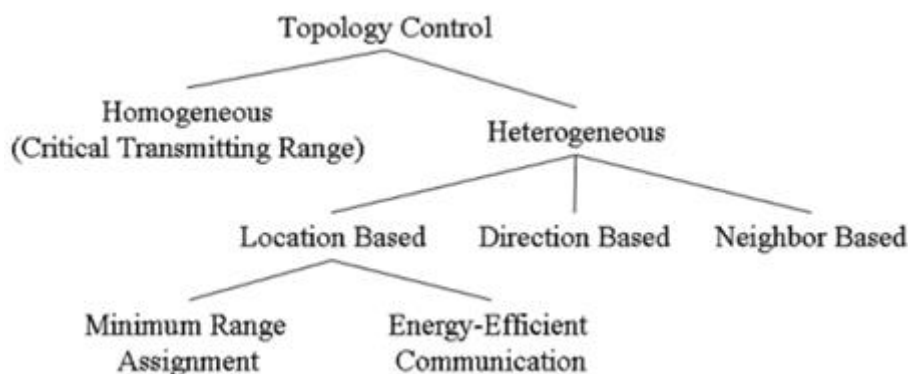 Topology Control
Homogeneous
(Critical Transmitting Range)
Heterogeneous
Location Based
Direction Based
Neighbor Based
Minimum Range
Assignment
Energy-Efficient
Communication